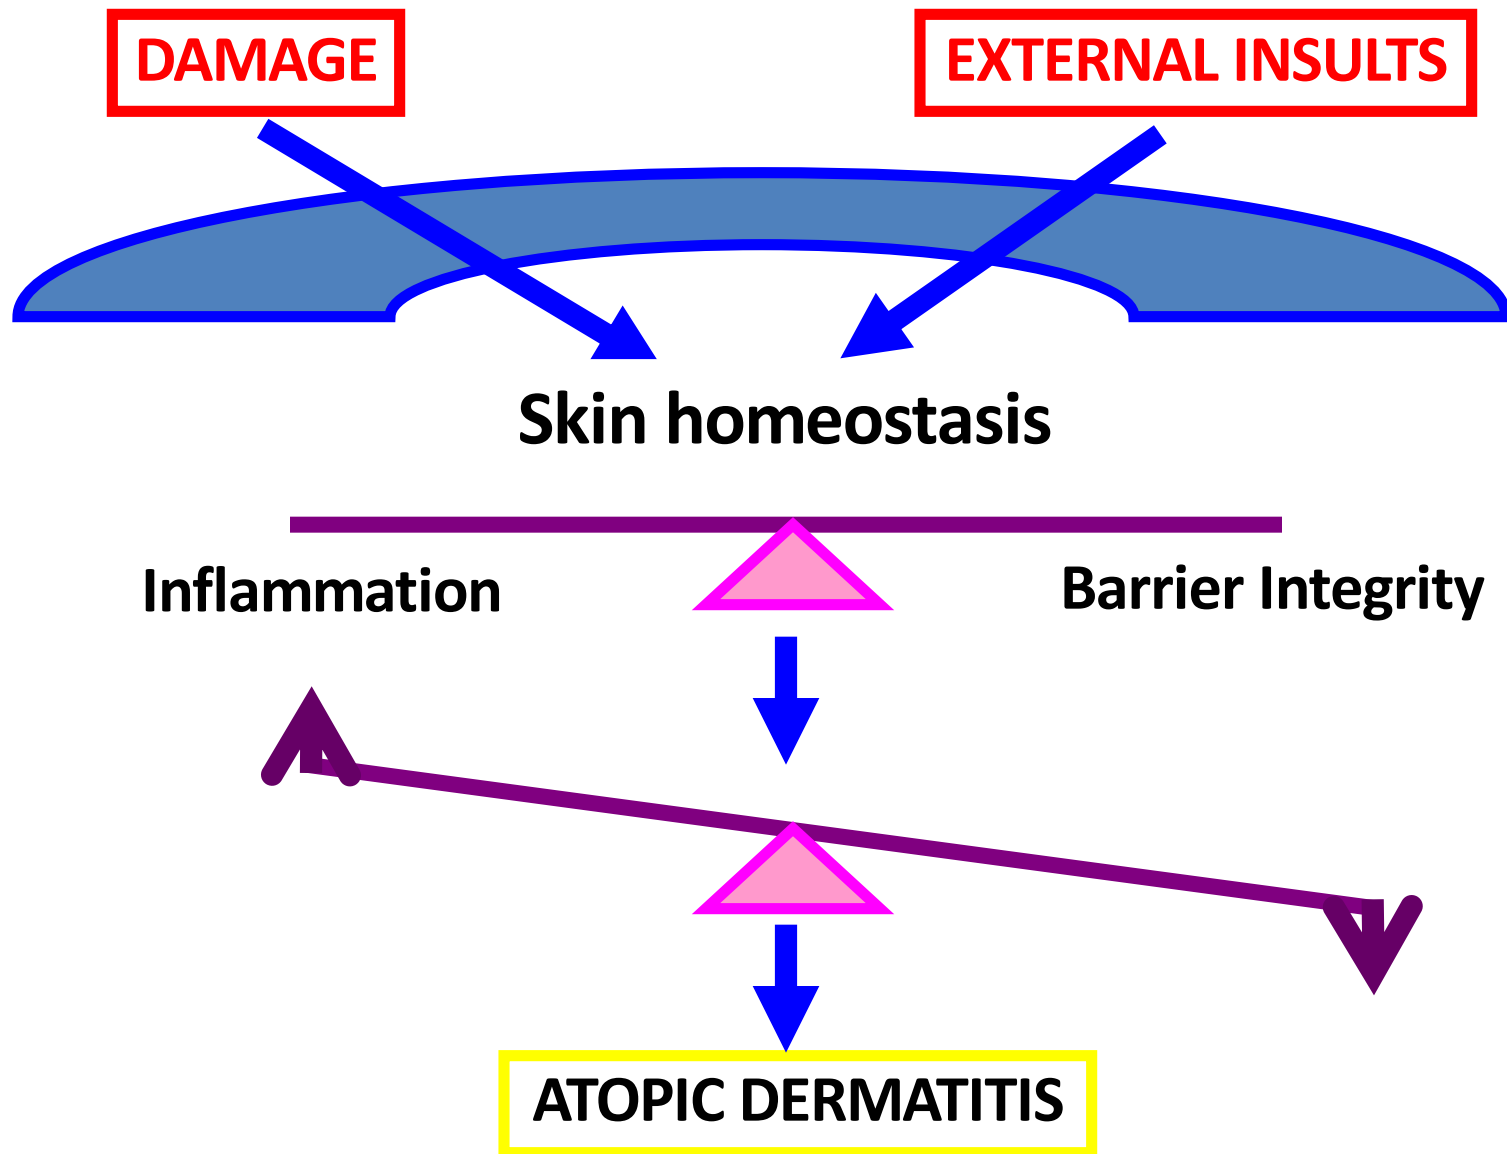 DAMAGE
EXTERNAL INSULTS
Skin homeostasis
Inflammation
Barrier Integrity
ATOPIC DERMATITIS